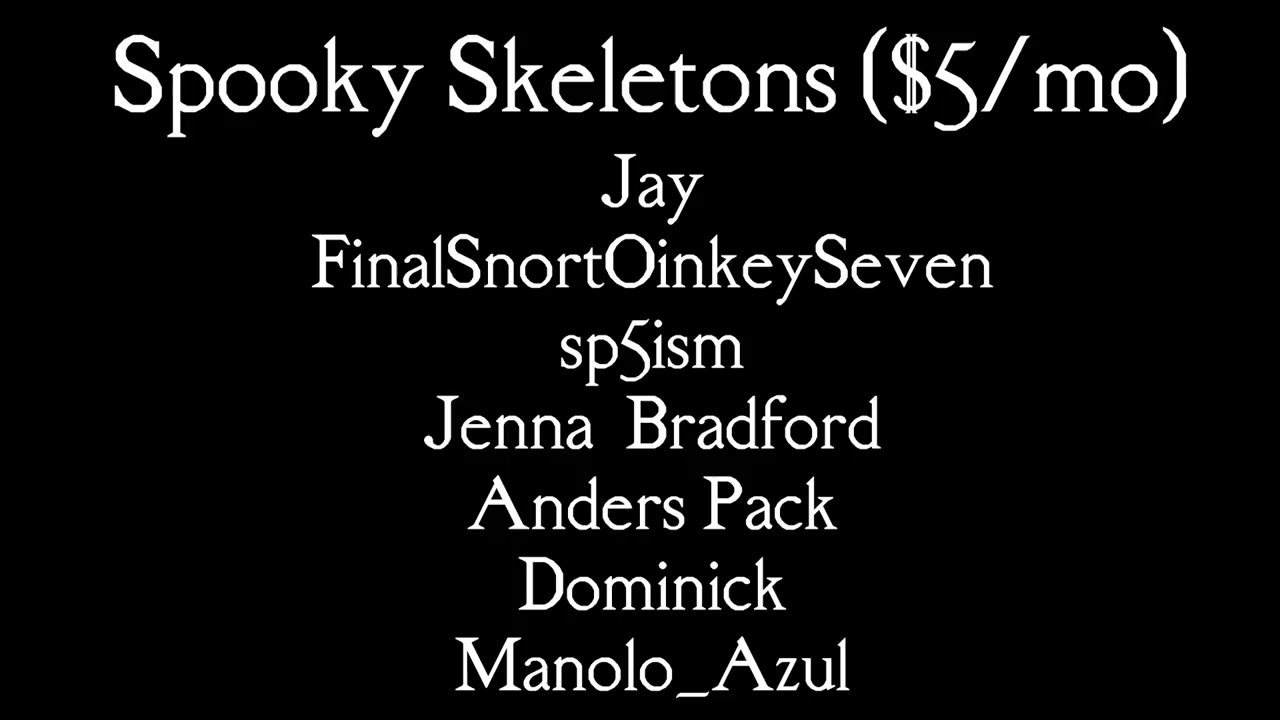 Spooky Skeletons ($5/mo)
Jay
FinalSnortOinkeySeven
sp5ism
Jenna Bradford
Anders Pack
Dominick
Manolo_Azul